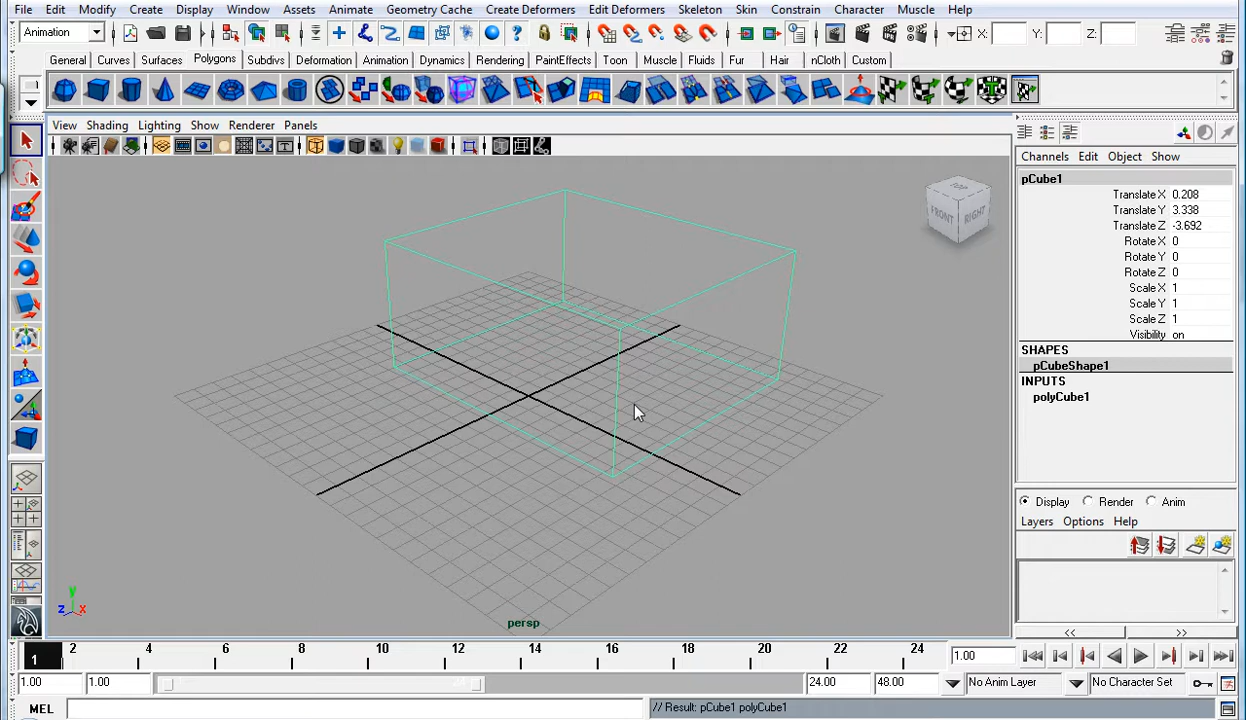 File Edit Modify Create Display Window Assets Animate Geometry Cache Create Deformers Edit Deformers Skeleton Skin Constrain Character Muscle Help
Animation X: Y: Z:
General Curves Surfaces Polygons Subdivs Deformation Animation Dynamics Rendering PaintEffects Toon Muscle Fluids Fur Hair nCloth Custom
View Shading Lighting Show Renderer Panels
Channels Edit Object Show
pCube1
Translate X 0.208
Translate Y 3.338
Translate Z -3.692
Rotate X 0
Rotate Y 0
Rotate Z 0
Scale X 1
Scale Y 1
Scale Z 1
Visibility on
SHAPES
pCubeShape1
INPUTS
polyCube1
TOP
FRONT RIGHT
Display Render Anim
Layers Options Help
y
z x
persp
<< >>
1 2 4 6 8 10 12 14 16 18 20 22 24 1.00
1.00 1.00 24.00 48.00 No Anim Layer No Character Set
MEL // Result: pCube1 polyCube1